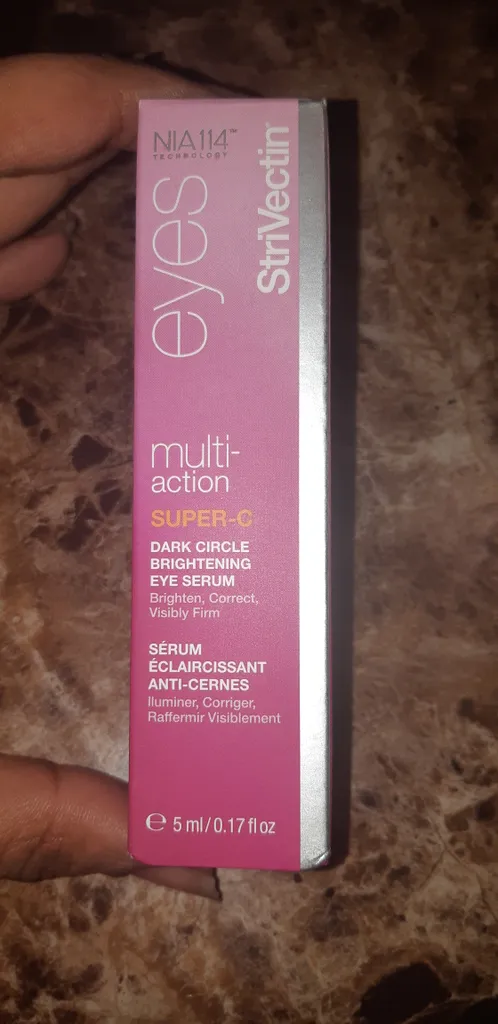 NIA114™
TECHNOLOGY
eyes
StriVectin®
multi-
action
SUPER-C
DARK CIRCLE
BRIGHTENING
EYE SERUM
Brighten, Correct,
Visibly Firm
SÉRUM
ÉCLAIRCISSANT
ANTI-CERNES
Iluminer, Corriger,
Raffermir Visiblement
℮ 5 ml/0.17 fl oz